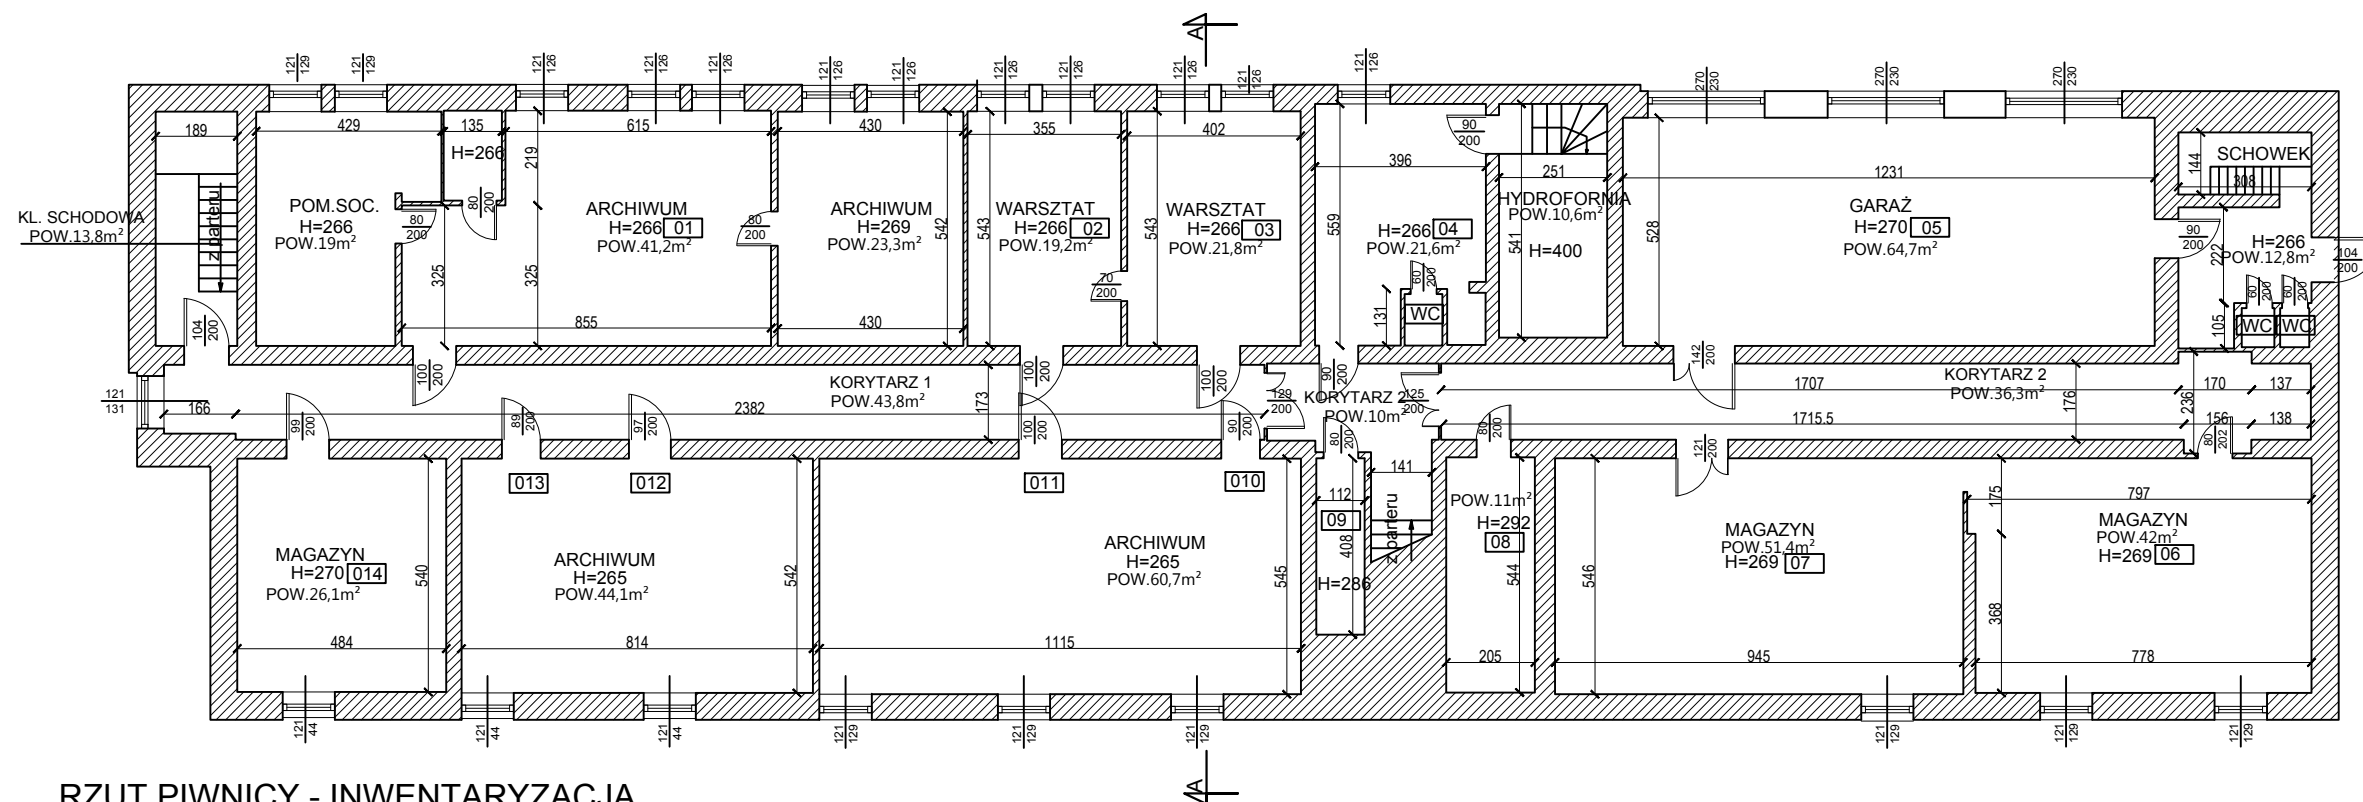 A
121 129
121 129
121 126
121 126
121 126
121 126
121 126
121 126
121 126
121 126
121 126
121 126
270 230
270 230
270 230
189
429
135
615
430
355
402
396
90 200
251
1231
144
SCHOWEK
308
H=266
219
80 200
KL. SCHODOWA
POW.13,8m²
z parteru
POM.SOC.
H=266
POW.19m²
80 200
325
ARCHIWUM
H=266 01
POW.41,2m²
325
80 200
ARCHIWUM
H=269
POW.23,3m²
542
543
WARSZTAT
H=266 02
POW.19,2m²
70 200
543
WARSZTAT
H=266 03
POW.21,8m²
559
H=266 04
POW.21,6m²
60 200
WC
131
HYDROFORNIA
POW.10,6m²
541
H=400
528
GARAŻ
H=270 05
POW.64,7m²
90 200
222
H=266
POW.12,8m²
104 200
60 200
60 200
105
WC
WC
855
430
104 200
121 131
166
100 200
2382
KORYTARZ 1
POW.43,8m²
173
100 200
100 200
129 200
90 200
KORYTARZ 2
POW.10m²
125 200
1707
142 200
KORYTARZ 2
POW.36,3m²
176
170
137
236
1715.5
156
138
99 200
89 200
97 200
100 200
90 200
80 200
80 200
121 200
80 202
013
012
011
010
141
112
09
408
z parteru
H=286
POW.11m²
H=292
08
544
205
MAGAZYN
H=270 014
POW.26,1m²
540
484
ARCHIWUM
H=265
POW.44,1m²
542
814
ARCHIWUM
H=265
POW.60,7m²
545
1115
546
MAGAZYN
POW.51,4m²
H=269 07
945
175
797
MAGAZYN
POW.42m²
H=269 06
368
778
121 44
121 44
121 44
121 129
121 129
121 129
121 129
121 129
121 129
A
RZUT PIWNICY - INWENTARYZACJA